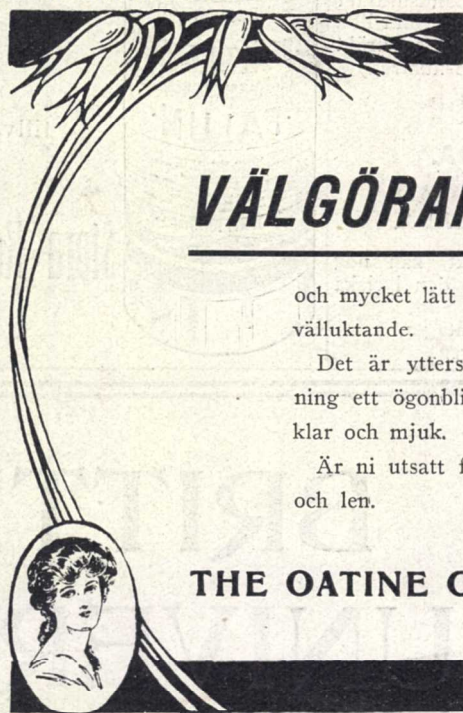 VÄLGÖRA
och mycket lätt
välluktande.
Det är ytters
ning ett ögonbli
klar och mjuk.
Är ni utsatt f
och len.
THE OATINE C